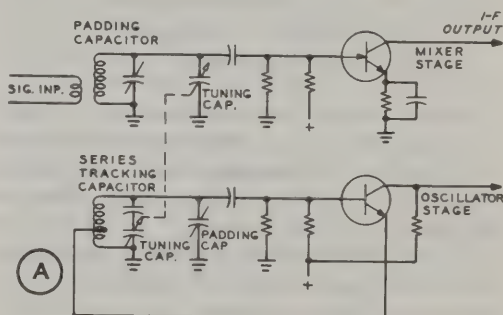 I-F
OUTPUT
PADDING
CAPACITOR
MIXER
STAGE
SIG. INP.
TUNING
CAP.
+
SERIES
TRACKING
CAPACITOR
OSCILLATOR
STAGE
PADDING
CAP
TUNING
CAP.
+
A